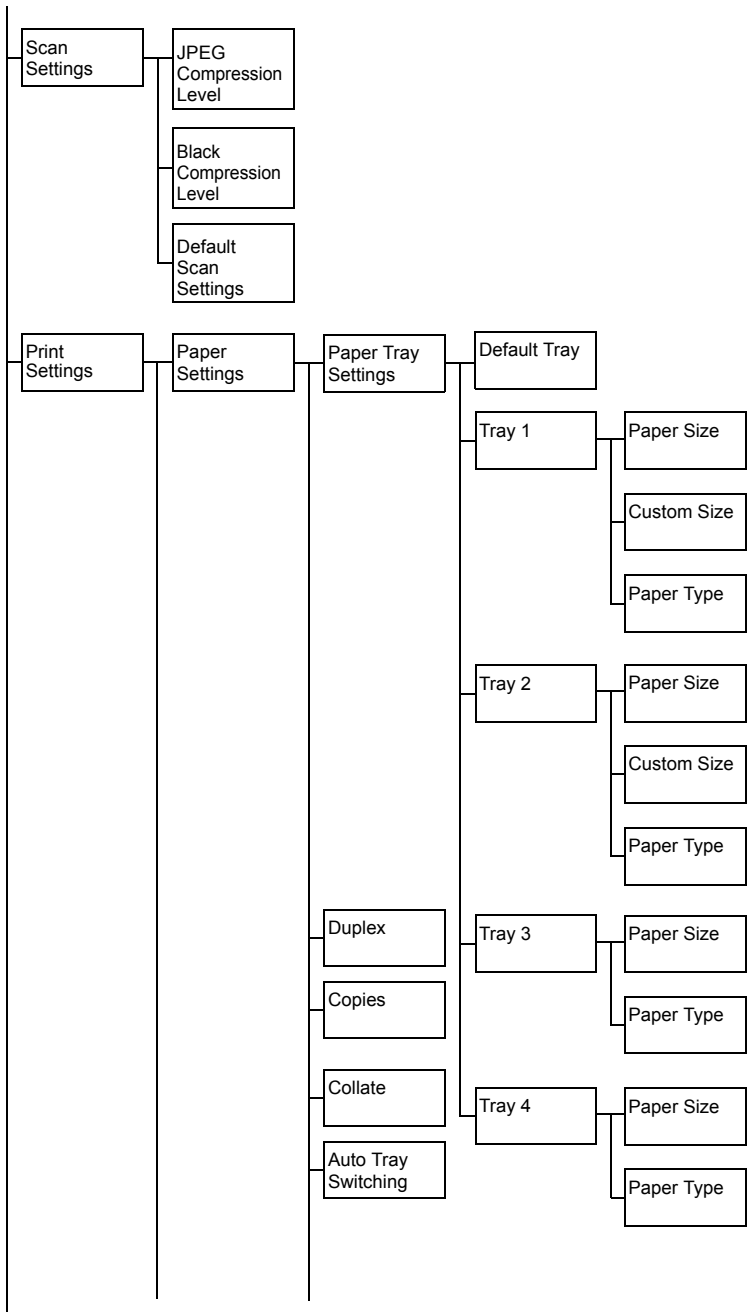 Scan
Settings
JPEG
Compression
Level
Black
Compression
Level
Default
Scan
Settings
Print
Settings
Paper
Settings
Paper Tray
Settings
Default Tray
Tray 1
Paper Size
Custom Size
Paper Type
Tray 2
Paper Size
Custom Size
Paper Type
Duplex
Tray 3
Paper Size
Copies
Paper Type
Collate
Tray 4
Paper Size
Auto Tray
Switching
Paper Type